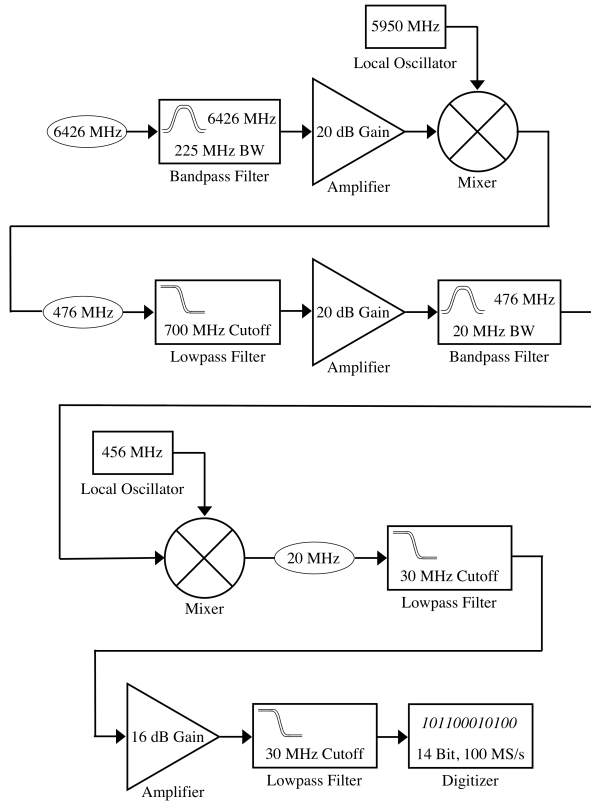 5950 MHz
Local Oscillator
6426 MHz
6426 MHz
225 MHz BW
Bandpass Filter
20 dB Gain
Amplifier
Mixer
476 MHz
700 MHz Cutoff
Lowpass Filter
20 dB Gain
Amplifier
476 MHz
20 MHz BW
Bandpass Filter
456 MHz
Local Oscillator
Mixer
20 MHz
30 MHz Cutoff
Lowpass Filter
16 dB Gain
Amplifier
30 MHz Cutoff
Lowpass Filter
101100010100
14 Bit, 100 MS/s
Digitizer